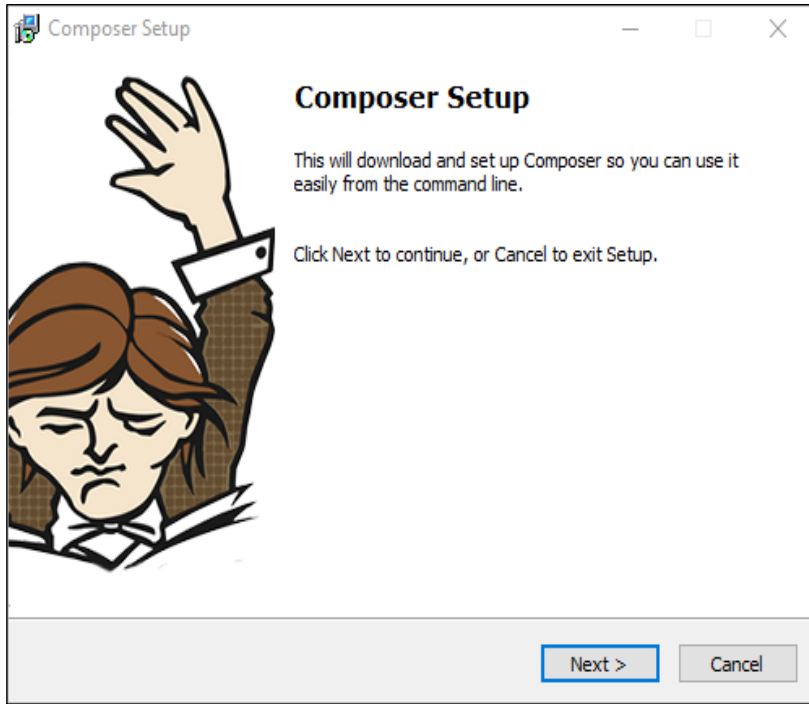 Composer Setup
Composer Setup
This will download and set up Composer so you can use it
easily from the command line.
Click Next to continue, or Cancel to exit Setup.
Next >
Cancel